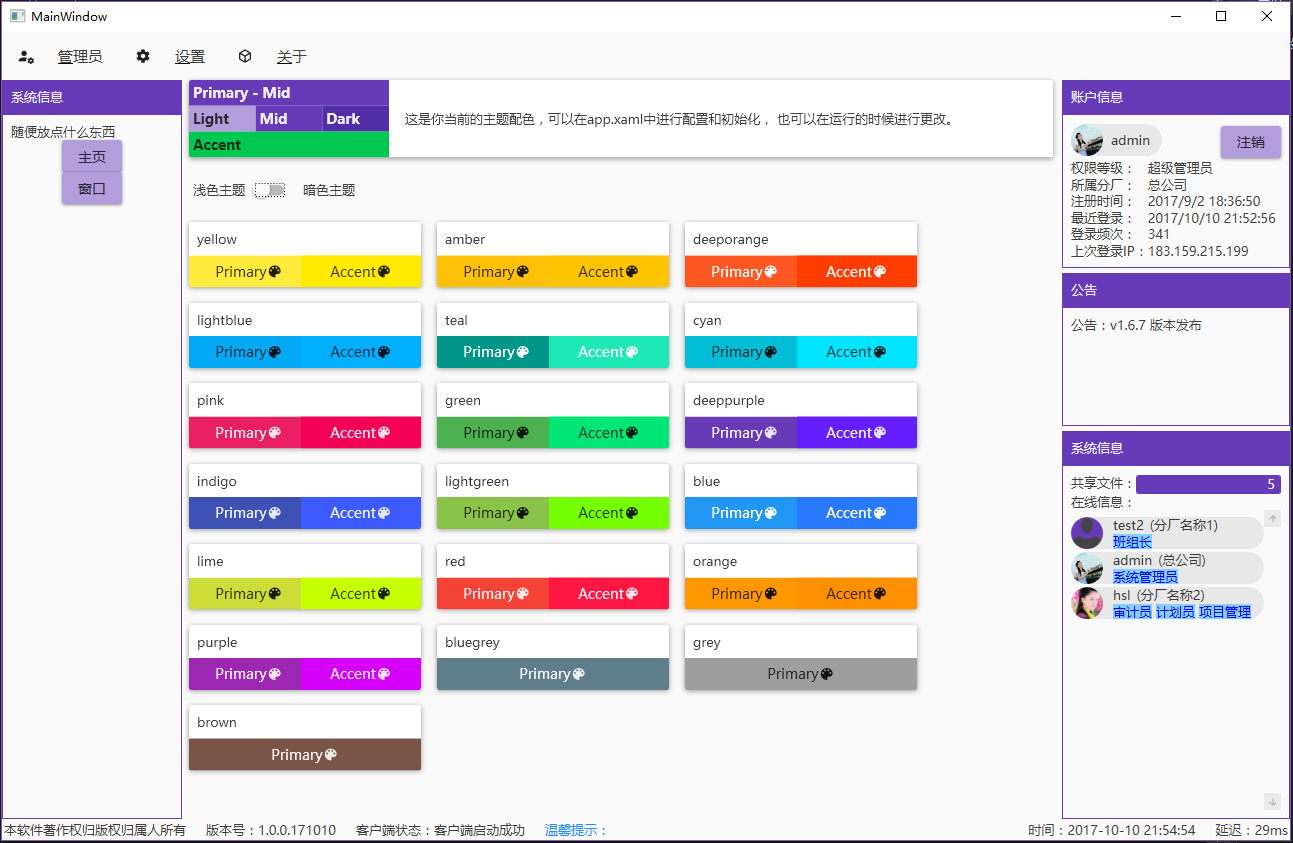 MainWindow
管理员 设置 关于
系统信息
随便放点什么东西
主页
窗口
Primary - Mid
Light Mid Dark
Accent
这是你当前的主题配色，可以在app.xaml中进行配置和初始化， 也可以在运行的时候进行更改。
浅色主题 暗色主题
yellow
Primary Accent
amber
Primary Accent
deeporange
Primary Accent
lightblue
Primary Accent
teal
Primary Accent
cyan
Primary Accent
pink
Primary Accent
green
Primary Accent
deeppurple
Primary Accent
indigo
Primary Accent
lightgreen
Primary Accent
blue
Primary Accent
lime
Primary Accent
red
Primary Accent
orange
Primary Accent
purple
Primary Accent
bluegrey
Primary
grey
Primary
brown
Primary
账户信息
admin
注销
权限等级： 超级管理员
所属分厂： 总公司
注册时间： 2017/9/2 18:36:50
最近登录： 2017/10/10 21:52:56
登录频次： 341
上次登录IP：183.159.215.199
公告
公告：v1.6.7 版本发布
系统信息
共享文件： 5
在线信息：
test2 (分厂名称1)
班组长
admin (总公司)
系统管理员
hsl (分厂名称2)
审计员 计划员 项目管理
本软件著作权归版权归属人所有 版本号：1.0.0.171010 客户端状态：客户端启动成功 温馨提示： 时间：2017-10-10 21:54:54 延迟：29ms